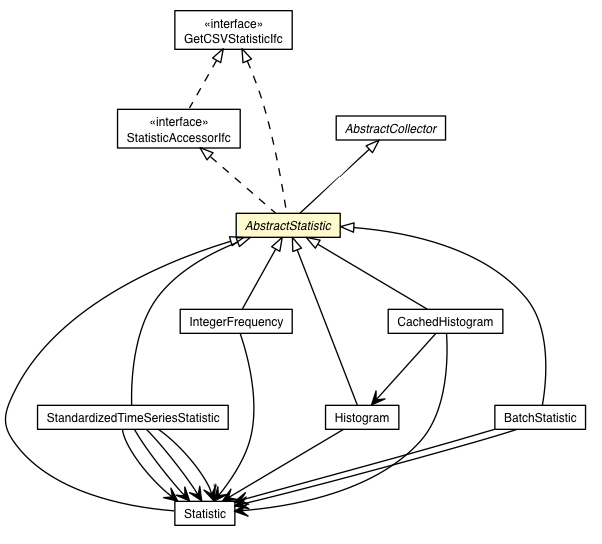 «interface»
GetCSVStatisticIfc
«interface»
StatisticAccessorIfc
AbstractCollector
AbstractStatistic
IntegerFrequency
CachedHistogram
StandardizedTimeSeriesStatistic
Histogram
BatchStatistic
Statistic